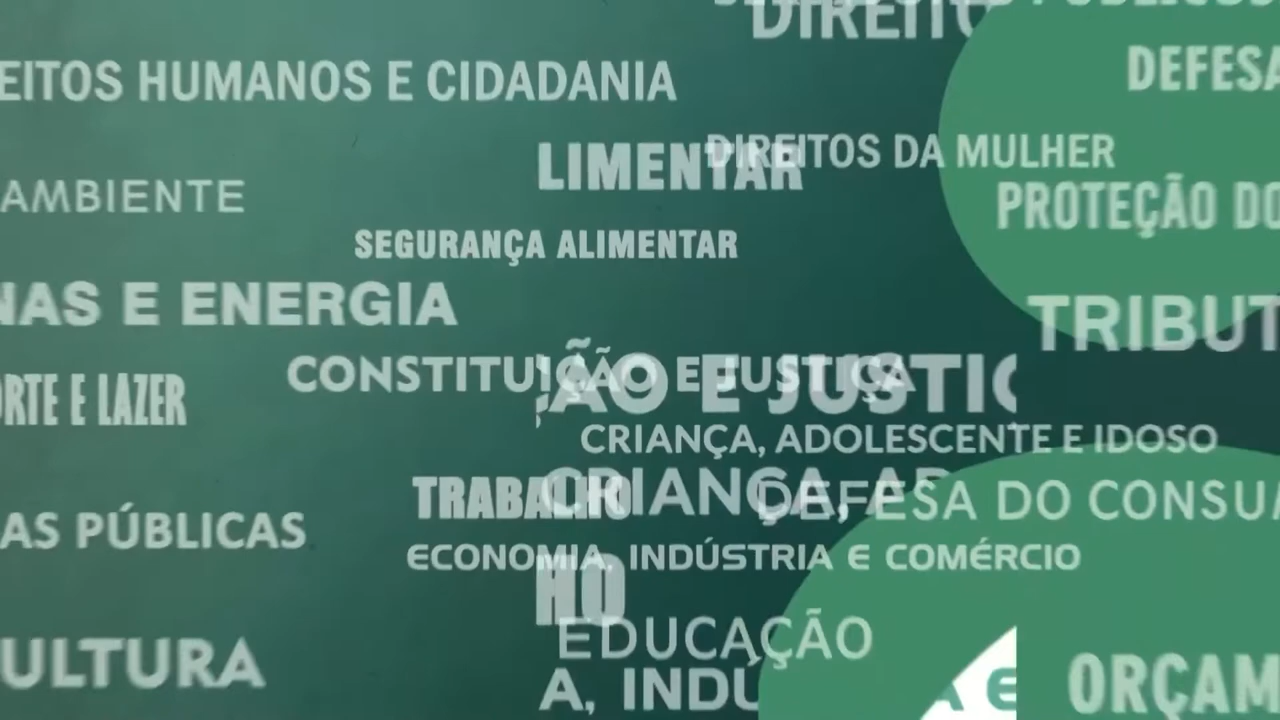 DIREITO
DEFESA
EITOS HUMANOS E CIDADANIA
DIREITOS DA MULHER
LIMENTAR
AMBIENTE
PROTEÇÃO DO
SEGURANÇA ALIMENTAR
NAS E ENERGIA
TRIBUT
CONSTITUIÇÃO E JUSTIÇA
ÃO E JUSTIÇ
RTE E LAZER
CRIANÇA, ADOLESCENTE E IDOSO
TRABALHO
CRIANÇA, AD
DEFESA DO CONSU
AS PÚBLICAS
ECONOMIA, INDÚSTRIA E COMÉRCIO
HO
EDUCAÇÃO
ULTURA
A, INDÚ
A E
ORÇAM